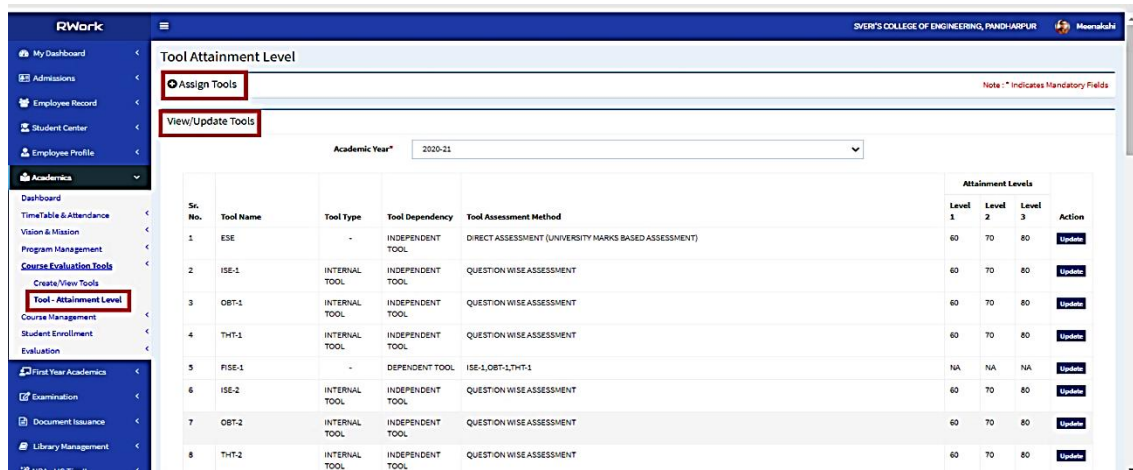 RWork
SVERI'S COLLEGE OF ENGINEERING, PANDHARPUR
Meenakshi
My Dashboard
Admissions
Employee Record
Student Center
Employee Profile
Academics
Dashboard
TimeTable & Attendance
Vision & Mission
Program Management
Course Evaluation Tools
Create/View Tools
Tool - Attainment Level
Course Management
Student Enrollment
Evaluation
First Year Academics
Examination
Document Issuance
Library Management
Tool Attainment Level
Assign Tools
Note : * Indicates Mandatory Fields
View/Update Tools
Academic Year* 2020-21
Attainment Levels
Sr. No. Tool Name Tool Type Tool Dependency Tool Assessment Method Level 1 Level 2 Level 3 Action
1 ESE - INDEPENDENT TOOL DIRECT ASSESSMENT (UNIVERSITY MARKS BASED ASSESSMENT) 60 70 80 Update
2 ISE-1 INTERNAL TOOL INDEPENDENT TOOL QUESTION WISE ASSESSMENT 60 70 80 Update
3 OBT-1 INTERNAL TOOL INDEPENDENT TOOL QUESTION WISE ASSESSMENT 60 70 80 Update
4 THT-1 INTERNAL TOOL INDEPENDENT TOOL QUESTION WISE ASSESSMENT 60 70 80 Update
5 FISE-1 - DEPENDENT TOOL ISE-1,OBT-1,THT-1 NA NA NA Update
6 ISE-2 INTERNAL TOOL INDEPENDENT TOOL QUESTION WISE ASSESSMENT 60 70 80 Update
7 OBT-2 INTERNAL TOOL INDEPENDENT TOOL QUESTION WISE ASSESSMENT 60 70 80 Update
8 THT-2 INTERNAL TOOL INDEPENDENT TOOL QUESTION WISE ASSESSMENT 60 70 80 Update